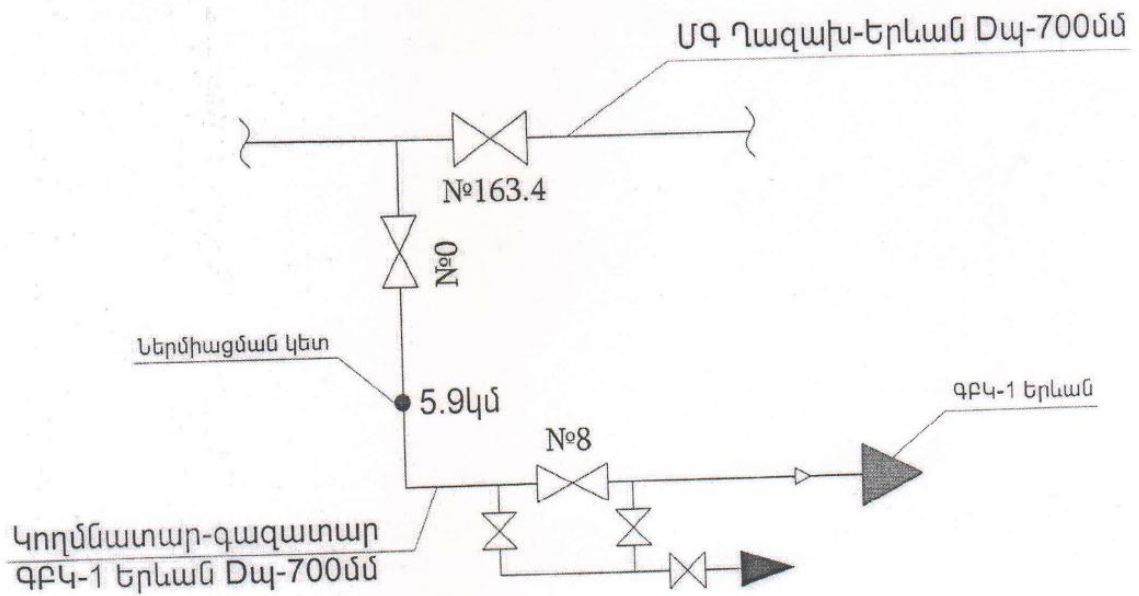 ՄԳ Ղազախ-Երևան Dպ-700մմ
№163.4
№0
Ներմիացման կետ
5.9կմ
ԳԲԿ-1 Երևան
№8
Կողմնատար-գազատար
ԳԲԿ-1 Երևան Dպ-700մմ